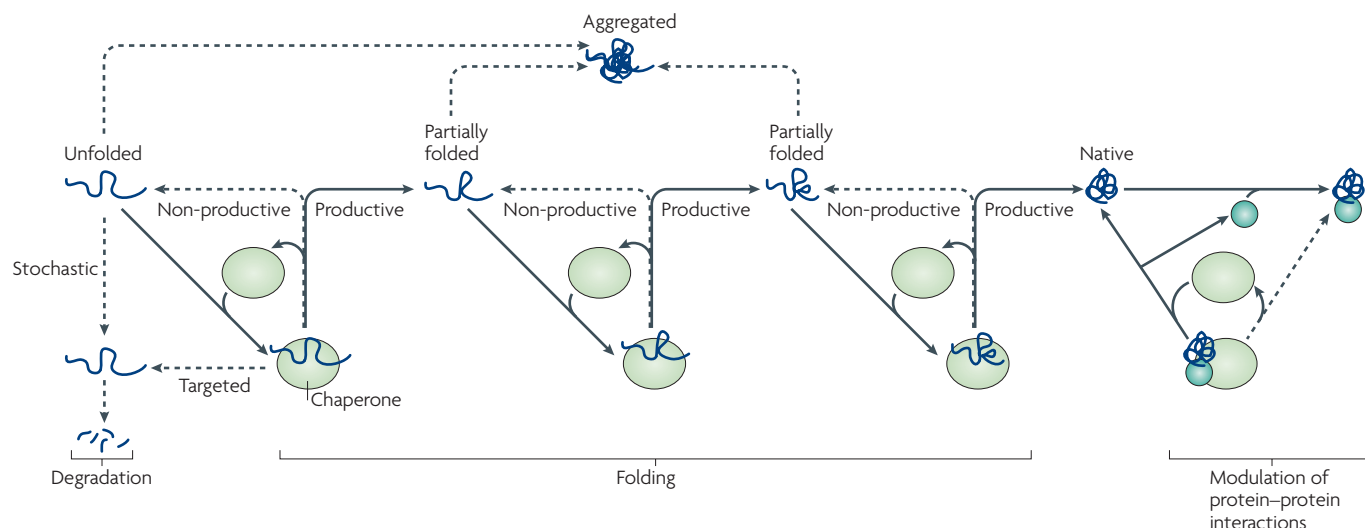 Aggregated
Partially
folded
Partially
folded
Unfolded
Native
Non-productive
Productive
Non-productive
Productive
Non-productive
Productive
Stochastic
Targeted
Chaperone
Degradation
Folding
Modulation of
protein–protein
interactions